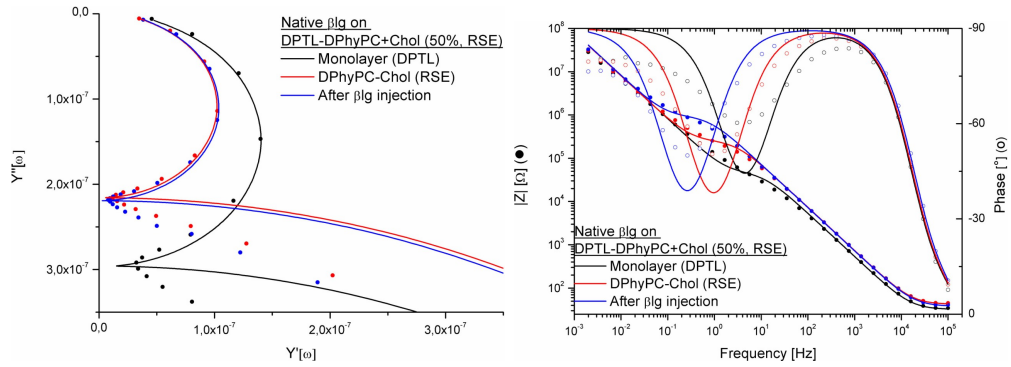 Native βlg on
DPTL-DPhyPC+Chol (50%, RSE)
Monolayer (DPTL)
DPhyPC-Chol (RSE)
After βlg injection
0,0
1,0x10⁻⁷
2,0x10⁻⁷
3,0x10⁻⁷
Y''[ω]
0,0
1,0x10⁻⁷
2,0x10⁻⁷
3,0x10⁻⁷
Y'[ω]
10⁸
10⁷
10⁶
10⁵
10⁴
10³
10²
|Z| [Ω] (●)
-90
-60
-30
0
Phase [°] (o)
Native βlg on
DPTL-DPhyPC+Chol (50%, RSE)
Monolayer (DPTL)
DPhyPC-Chol (RSE)
After βlg injection
10⁻³
10⁻²
10⁻¹
10⁰
10¹
10²
10³
10⁴
10⁵
Frequency [Hz]